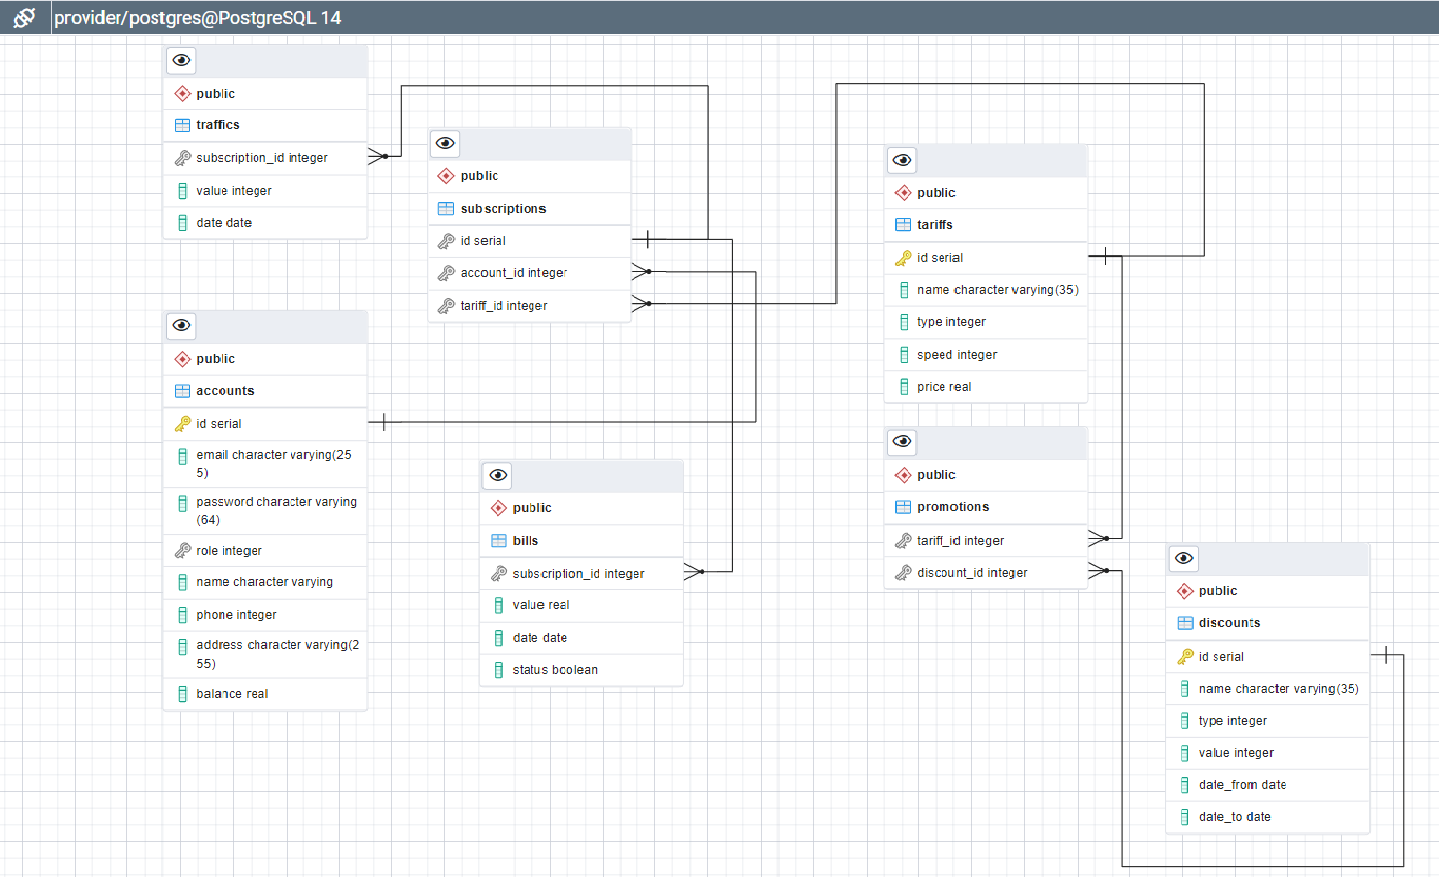 provider/postgres@PostgreSQL 14
public
traffics
subscription_id integer
value integer
date date
public
subscriptions
id serial
account_id integer
tariff_id integer
public
tariffs
id serial
name character varying(35)
type integer
speed integer
price real
public
accounts
id serial
email character varying(25
5)
password character varying
(64)
role integer
name character varying
phone integer
address character varying(2
55)
balance real
public
bills
subscription_id integer
value real
date date
status boolean
public
promotions
tariff_id integer
discount_id integer
public
discounts
id serial
name character varying(35)
type integer
value integer
date_from date
date_to date